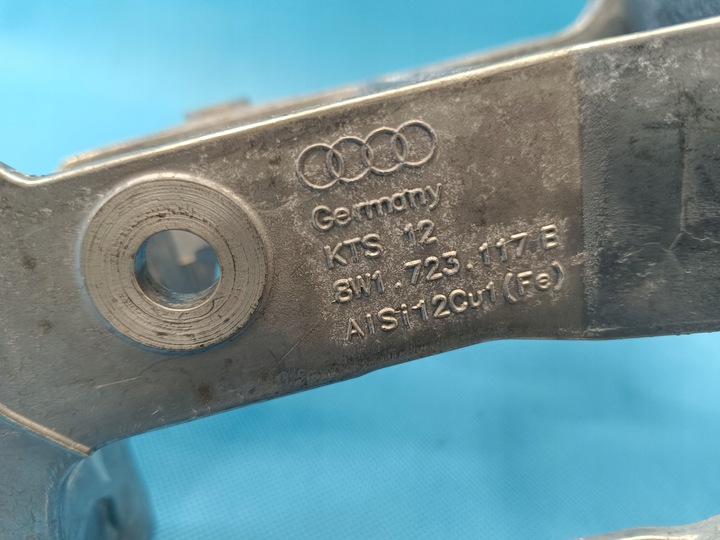 Germany
KTS 12
8W1.723.117 E
AlSi12Cu1(Fe)